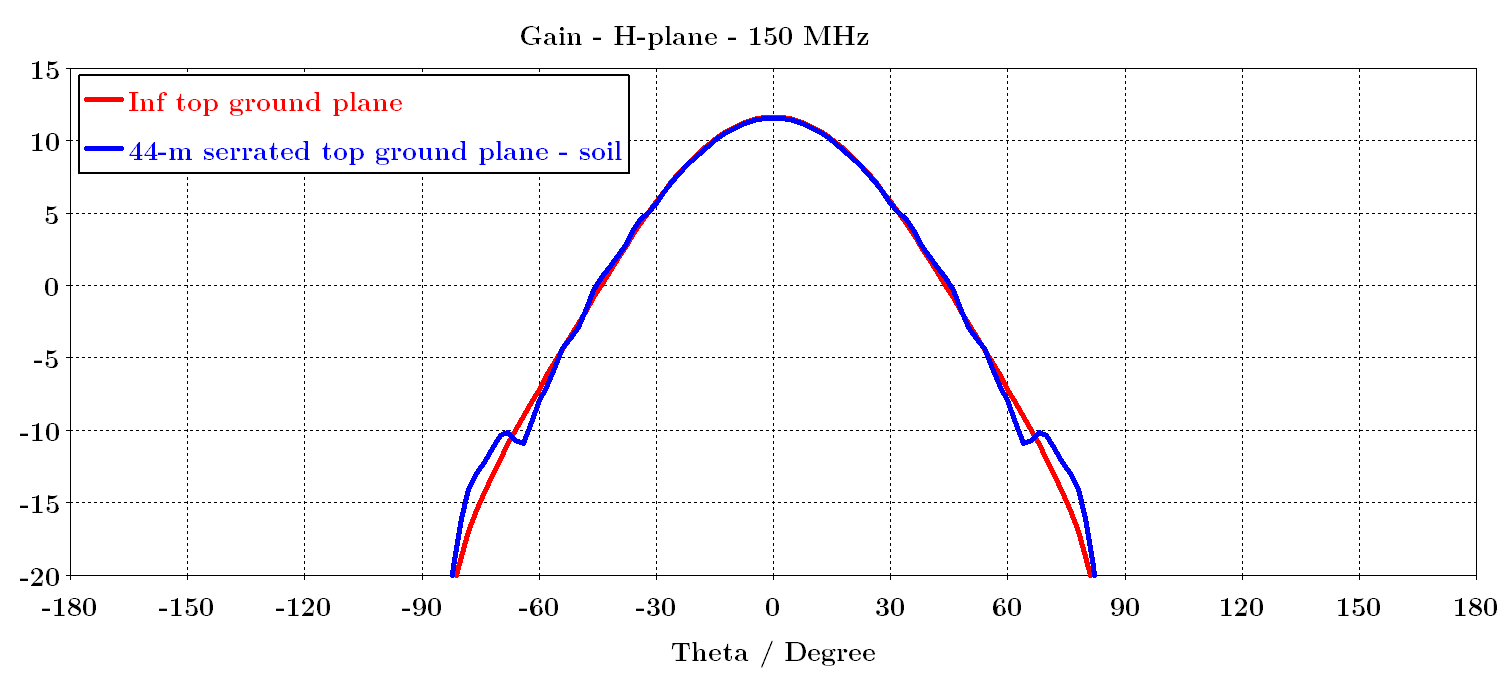 Gain - H-plane - 150 MHz
Inf top ground plane
44-m serrated top ground plane - soil
15
10
5
0
-5
-10
-15
-20
-180 -150 -120 -90 -60 -30 0 30 60 90 120 150 180
Theta / Degree